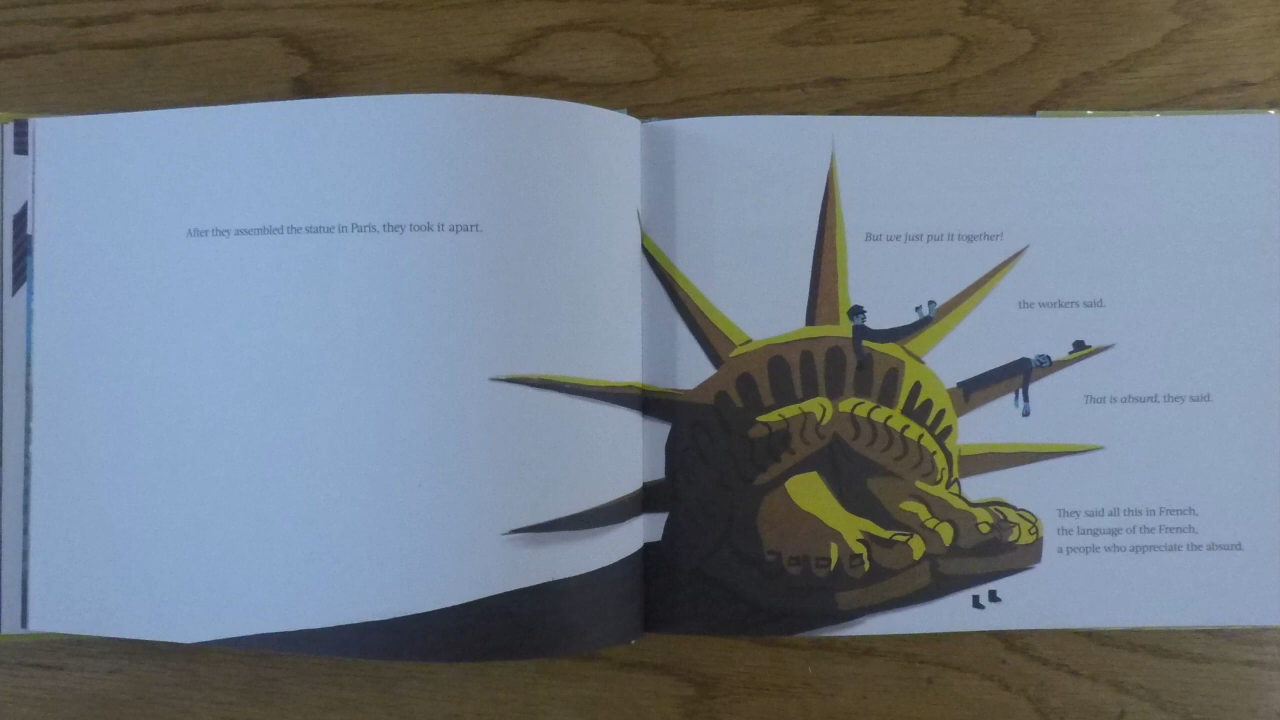 After they assembled the statue in Paris, they took it apart.
But we just put it together!
the workers said.
That is absurd, they said.
They said all this in French,
the language of the French,
a people who appreciate the absurd.